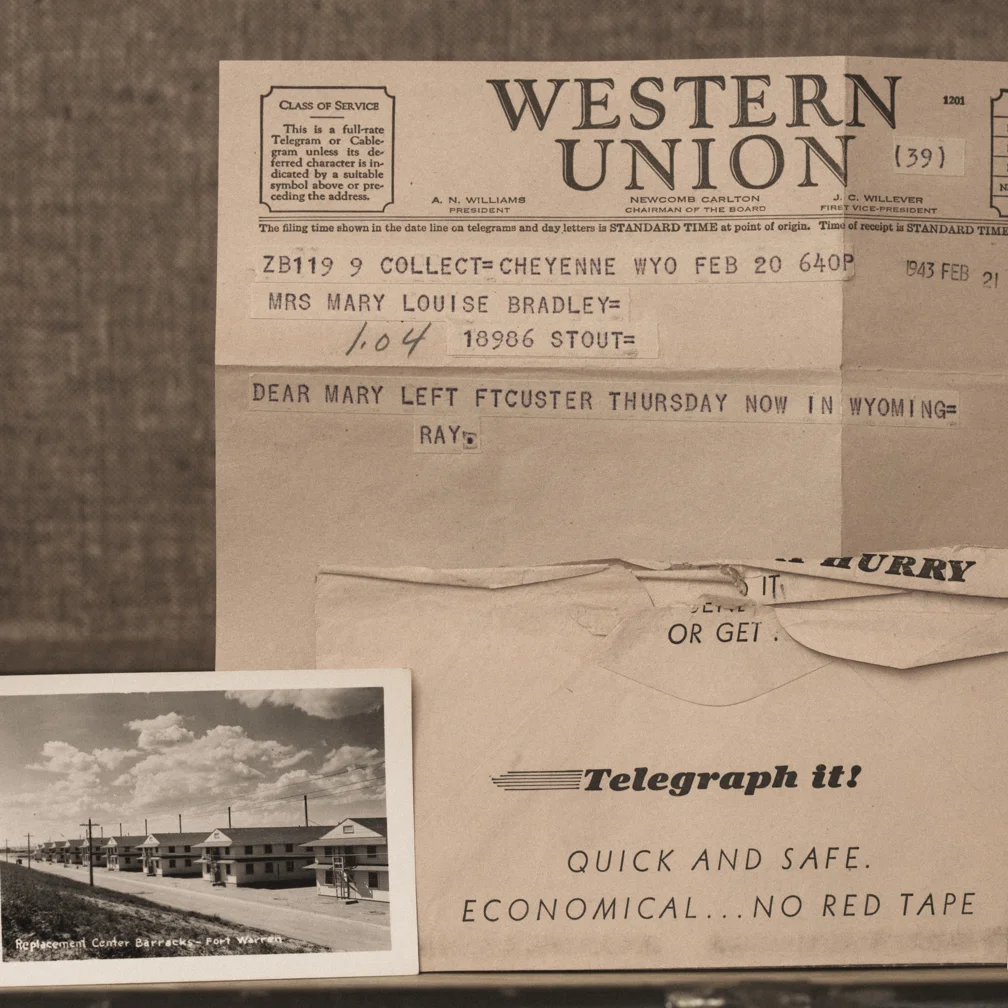 CLASS OF SERVICE
This is a full-rate
Telegram or Cable-
gram unless its de-
ferred character is in-
dicated by a suitable
symbol above or pre-
ceding the address.
WESTERN
UNION
1201
(39)
A. N. WILLIAMS
PRESIDENT
NEWCOMB CARLTON
CHAIRMAN OF THE BOARD
J. C. WILLEVER
FIRST VICE-PRESIDENT
The filing time shown in the date line on telegrams and day letters is STANDARD TIME at point of origin. Time of receipt is STANDARD TIME
ZB119 9 COLLECT=CHEYENNE WYO FEB 20 640P
1943 FEB 21
MRS MARY LOUISE BRADLEY=
1.04 18986 STOUT=
DEAR MARY LEFT FTCUSTER THURSDAY NOW IN WYOMING=
RAY.
HURRY
IT
OR GET .
Telegraph it!
QUICK AND SAFE.
ECONOMICAL...NO RED TAPE
Replacement Center Barracks - Fort Warren